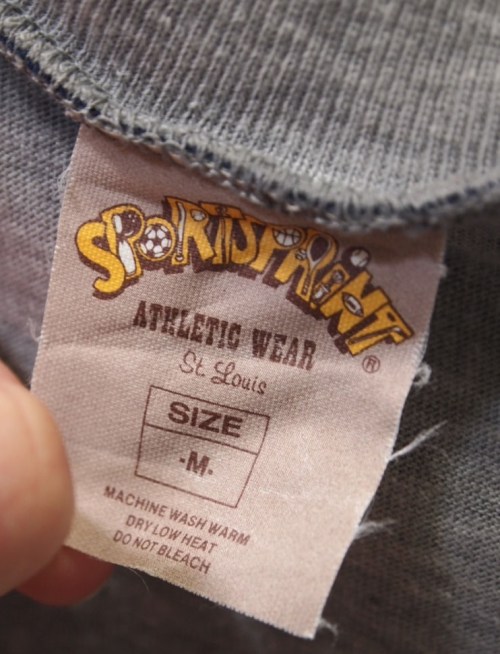 SPORTSPRINT®
ATHLETIC WEAR
St. Louis
SIZE
-M-
MACHINE WASH WARM
DRY LOW HEAT
DO NOT BLEACH